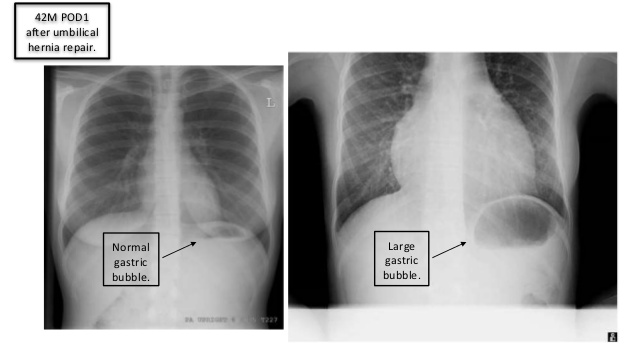 42M POD1
after umbilical
hernia repair.
L
Normal
gastric
bubble.
Large
gastric
bubble.